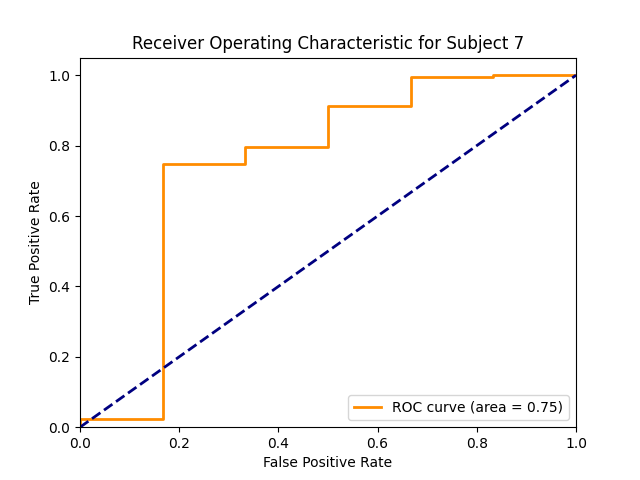 Receiver Operating Characteristic for Subject 7
1.0
0.8
0.6
0.4
0.2
0.0
True Positive Rate
ROC curve (area = 0.75)
0.0 0.2 0.4 0.6 0.8 1.0
False Positive Rate